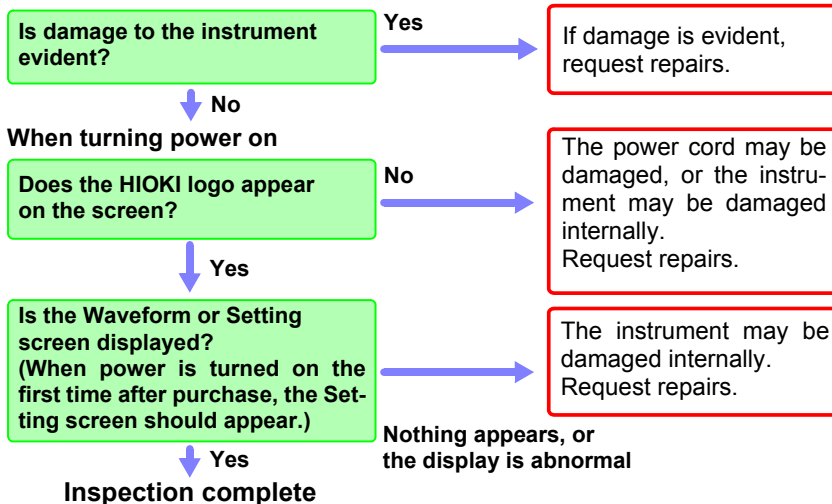 Is damage to the instrument
evident?
Yes
If damage is evident,
request repairs.
No
When turning power on
Does the HIOKI logo appear
on the screen?
No
The power cord may be
damaged, or the instru-
ment may be damaged
internally.
Request repairs.
Yes
Is the Waveform or Setting
screen displayed?
(When power is turned on the
first time after purchase, the Set-
ting screen should appear.)
The instrument may be
damaged internally.
Request repairs.
Nothing appears, or
the display is abnormal
Yes
Inspection complete